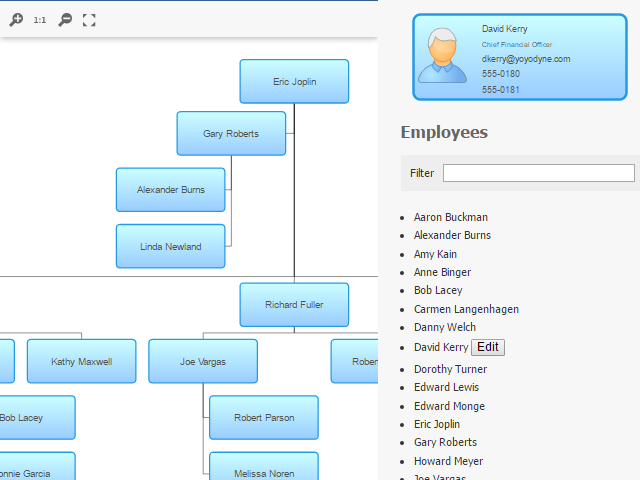 1:1
Eric Joplin
Gary Roberts
Alexander Burns
Linda Newland
Richard Fuller
Kathy Maxwell
Joe Vargas
Rober
Bob Lacey
Robert Parson
onnie Garcia
Melissa Noren
David Kerry
Chief Financial Officer
dkerry@yoyodyne.com
555-0180
555-0181
Employees
Filter
Aaron Buckman
Alexander Burns
Amy Kain
Anne Binger
Bob Lacey
Carmen Langenhagen
Danny Welch
David Kerry Edit
Dorothy Turner
Edward Lewis
Edward Monge
Eric Joplin
Gary Roberts
Howard Meyer
Joe Vargas